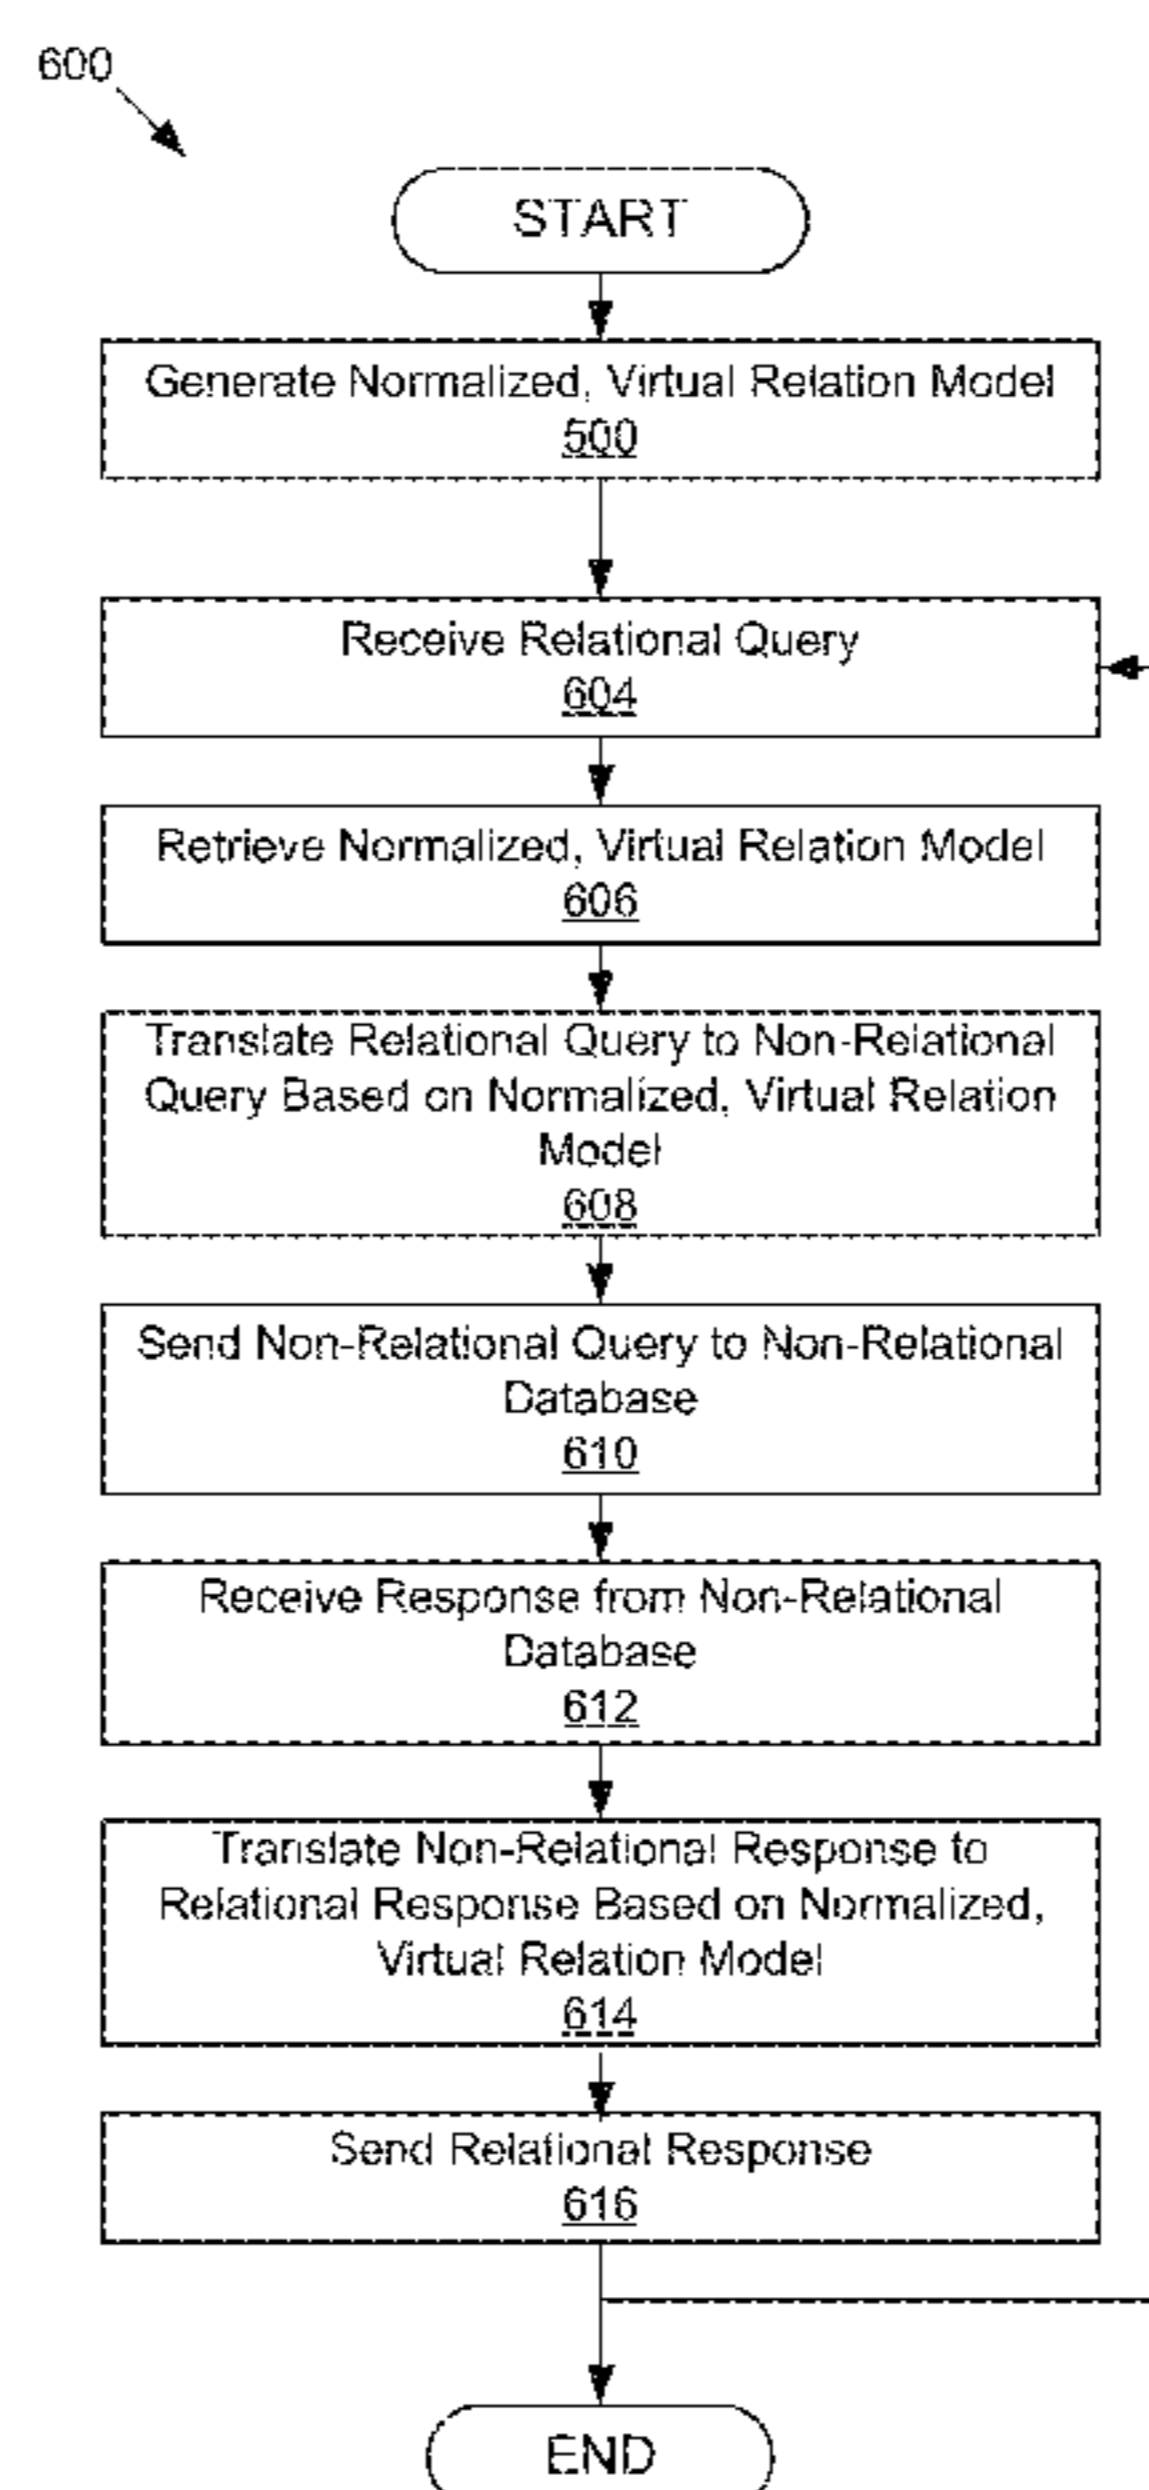 600
START
Generate Normalized, Virtual Relation Model
500
Receive Relational Query
604
Retrieve Normalized, Virtual Relation Model
606
Translate Relational Query to Non-Relational
Query Based on Normalized, Virtual Relation
Model
608
Send Non-Relational Query to Non-Relational
Database
610
Receive Response from Non-Relational
Database
612
Translate Non-Relational Response to
Relational Response Based on Normalized,
Virtual Relation Model
614
Send Relational Response
616
END